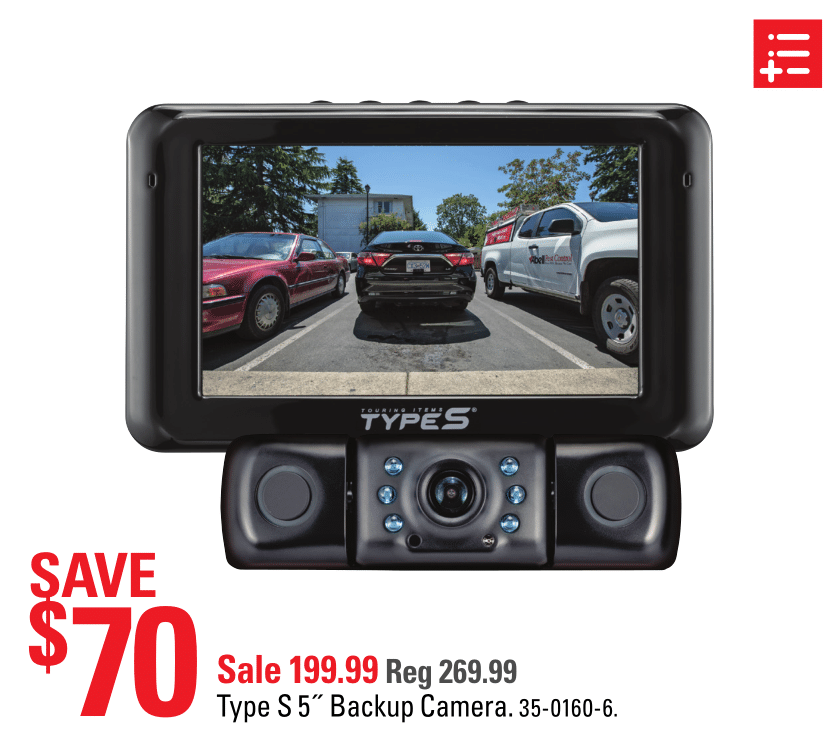 TOURING ITEMS
TYPE S®
SAVE
$70
Sale 199.99 Reg 269.99
Type S 5˝ Backup Camera. 35-0160-6.